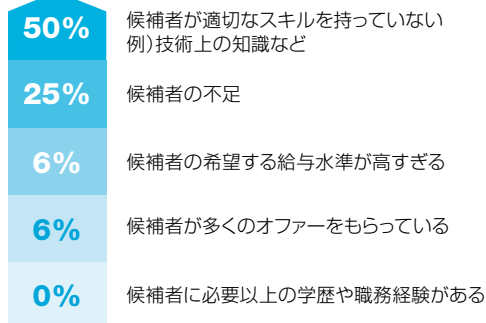 50%
候補者が適切なスキルを持っていない
例)技術上の知識など
25%
候補者の不足
6%
候補者の希望する給与水準が高すぎる
6%
候補者が多くのオファーをもらっている
0%
候補者に必要以上の学歴や職務経験がある